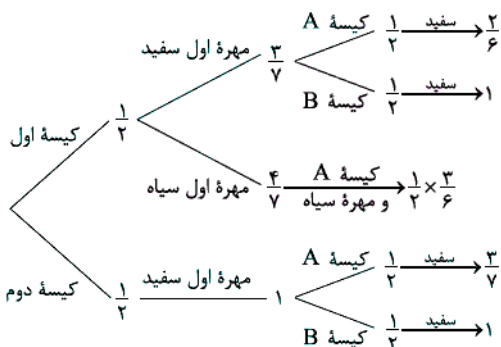 کیسهٔ اول ۱/۲
مهرهٔ اول سفید ۳/۷
کیسهٔ A ۱/۲ سفید ۲/۶
کیسهٔ B ۱/۲ سفید ۱
مهرهٔ اول سیاه ۴/۷
کیسهٔ A و مهرهٔ سیاه ۱/۲ × ۳/۶
کیسهٔ دوم ۱/۲
مهرهٔ اول سفید ۱
کیسهٔ A ۱/۲ سفید ۳/۷
کیسهٔ B ۱/۲ سفید ۱